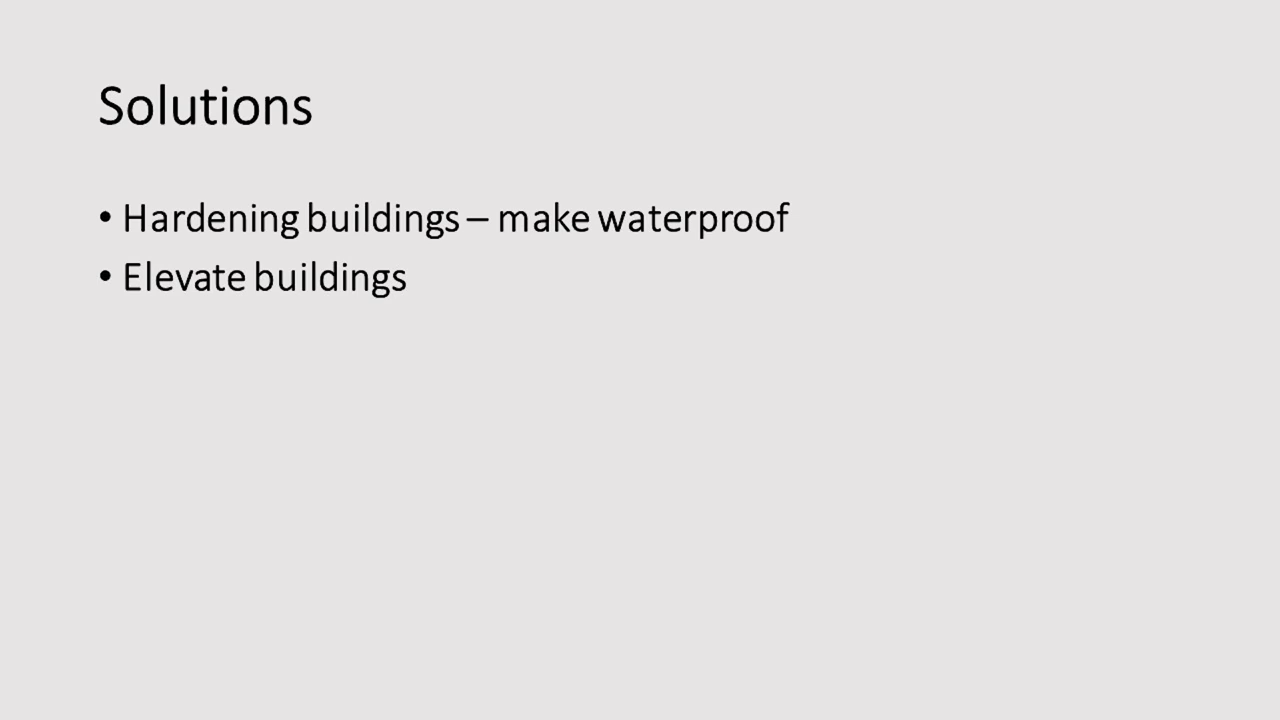 Solutions
• Hardening buildings – make waterproof
• Elevate buildings